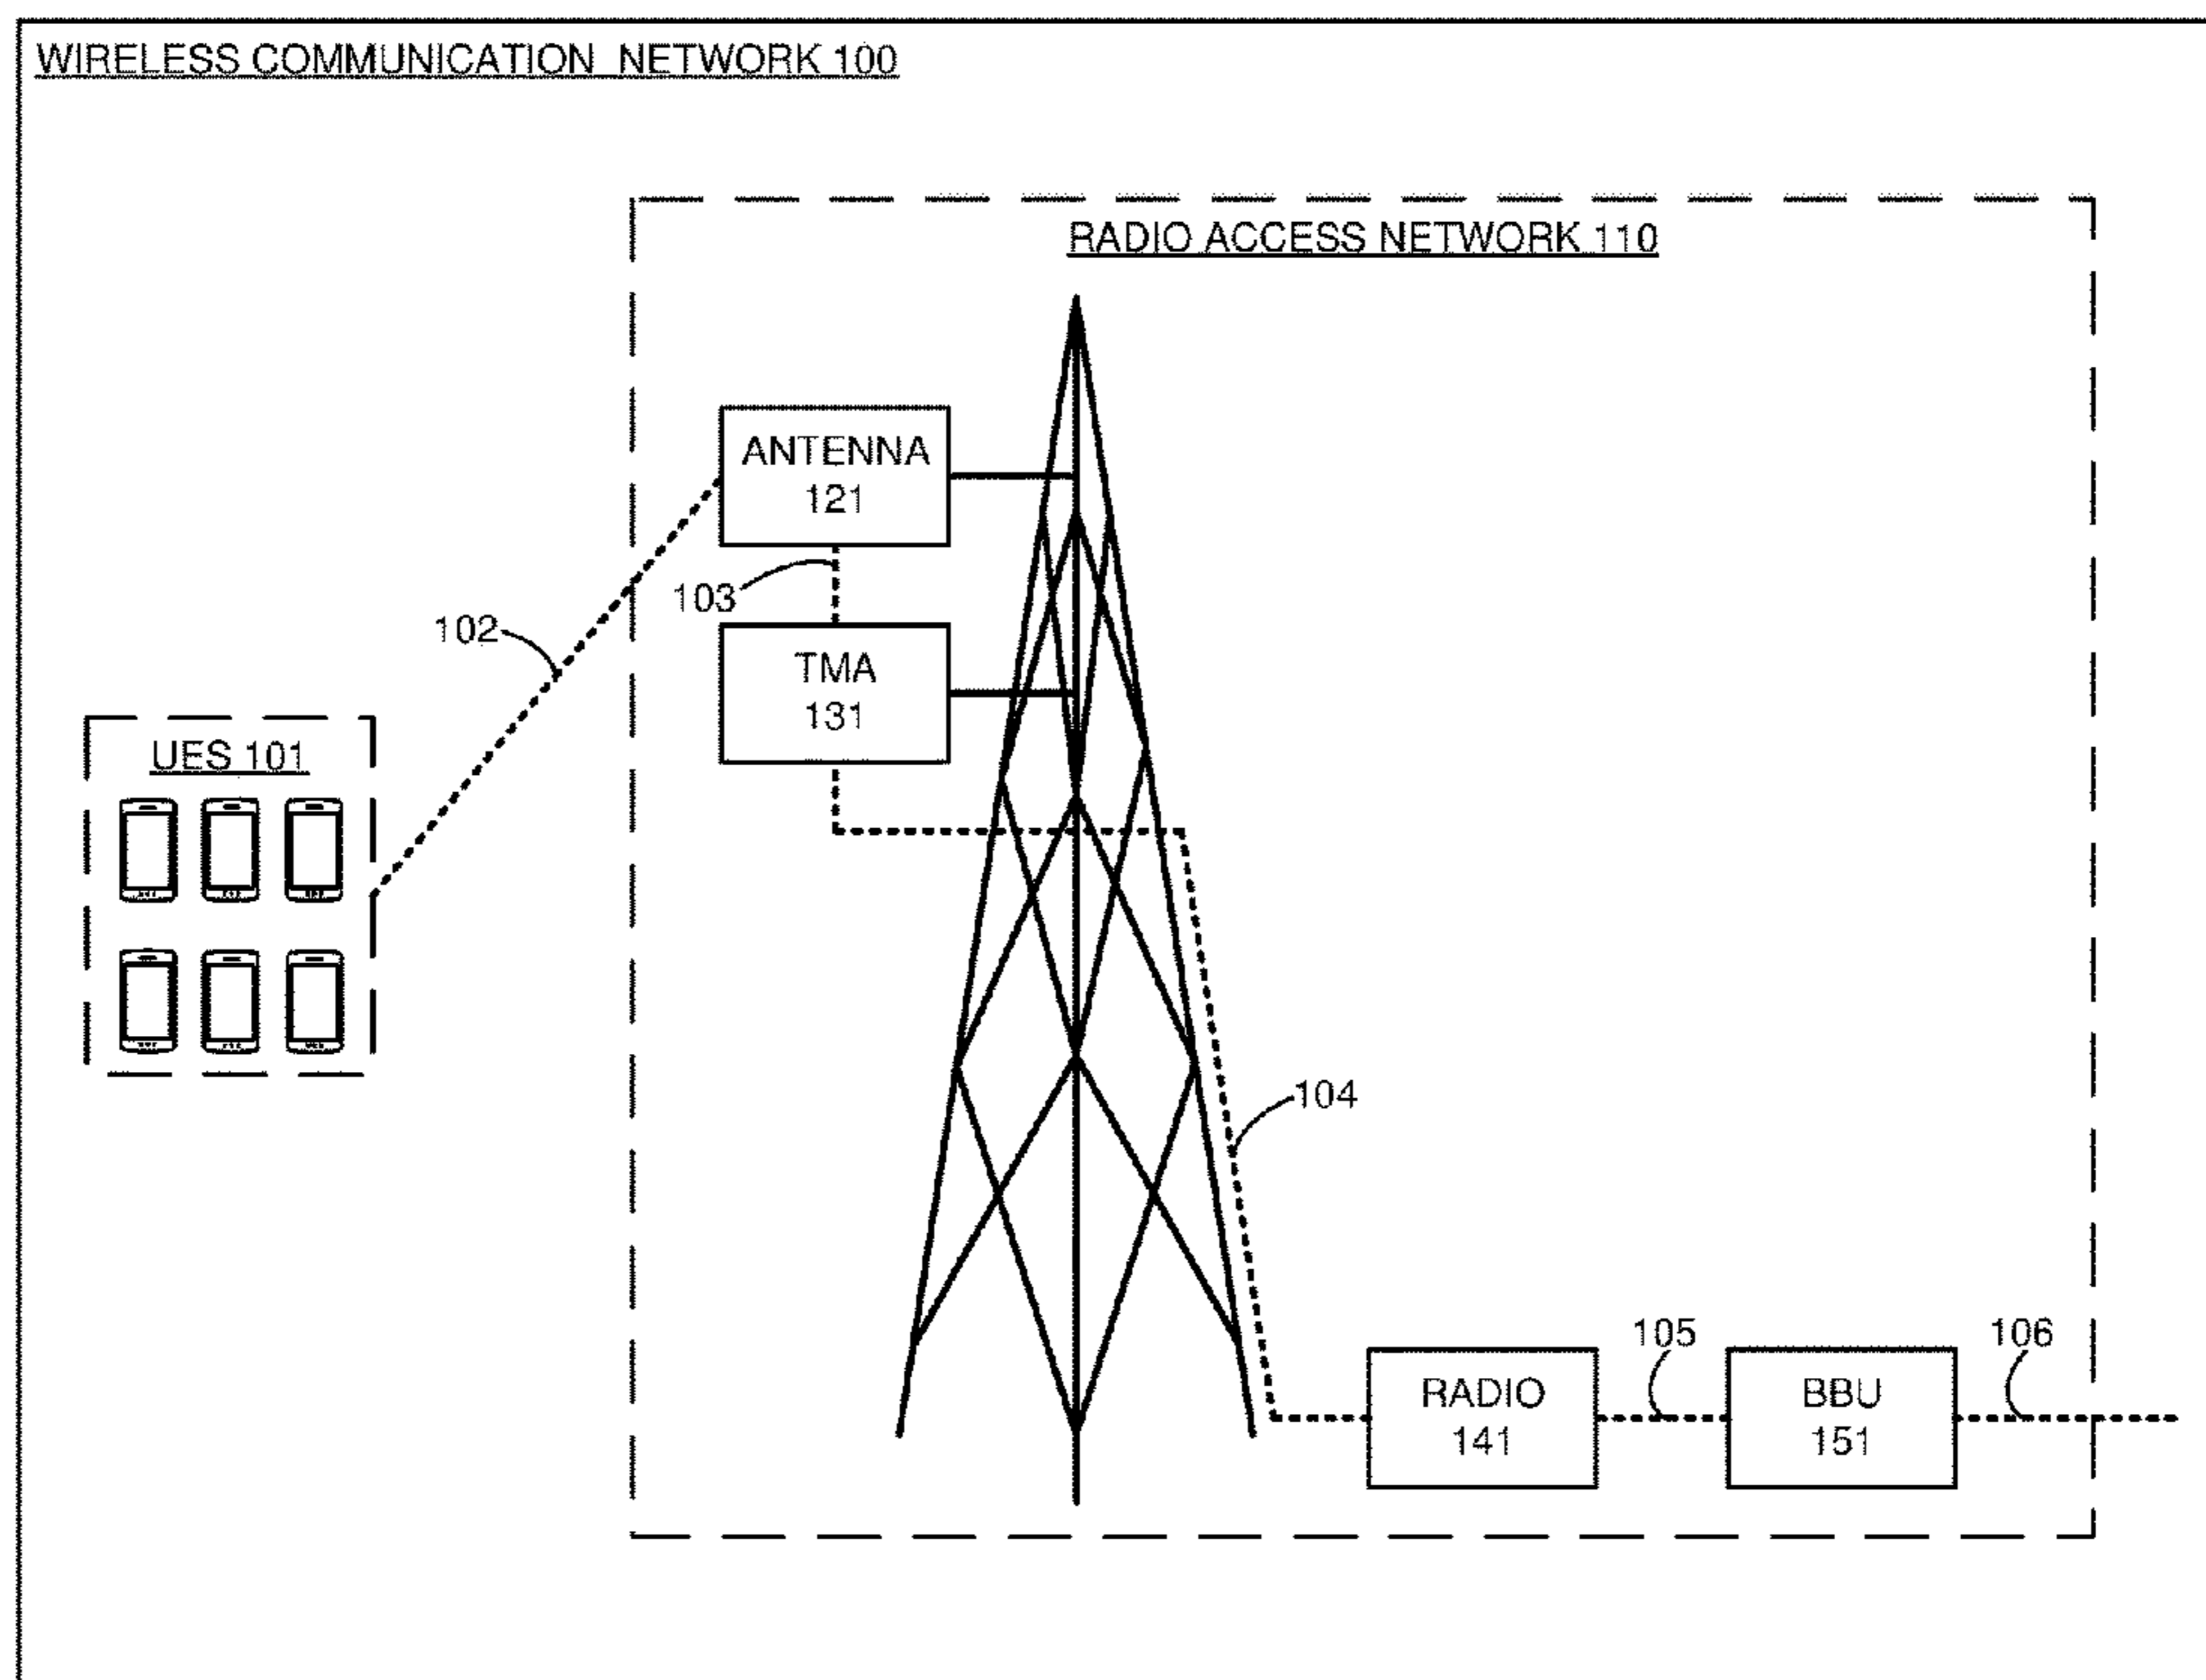 WIRELESS COMMUNICATION NETWORK 100
RADIO ACCESS NETWORK 110
ANTENNA
121
103
102
TMA
131
UES 101
104
105
106
RADIO
141
BBU
151